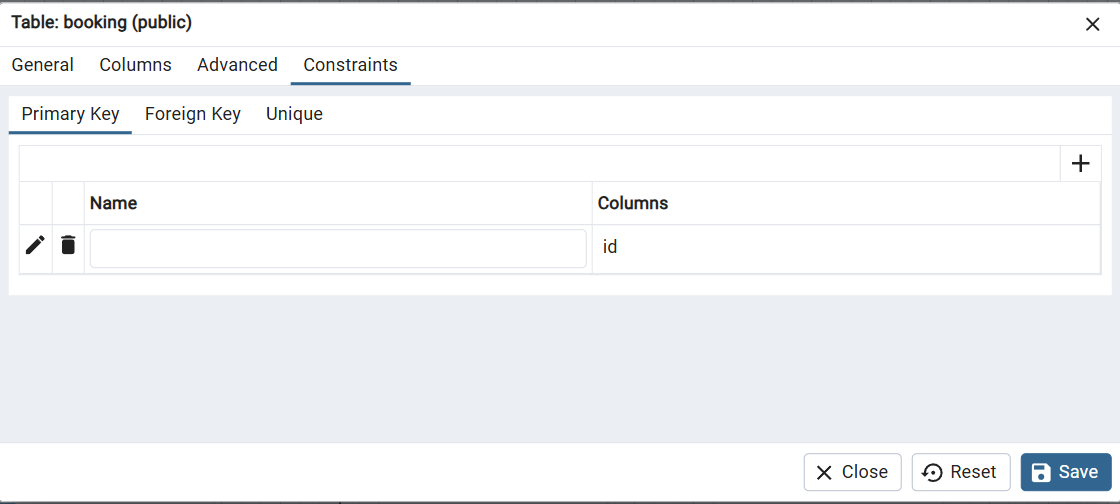 Table: booking (public)
General Columns Advanced Constraints
Primary Key Foreign Key Unique
Name Columns
id
Close Reset Save